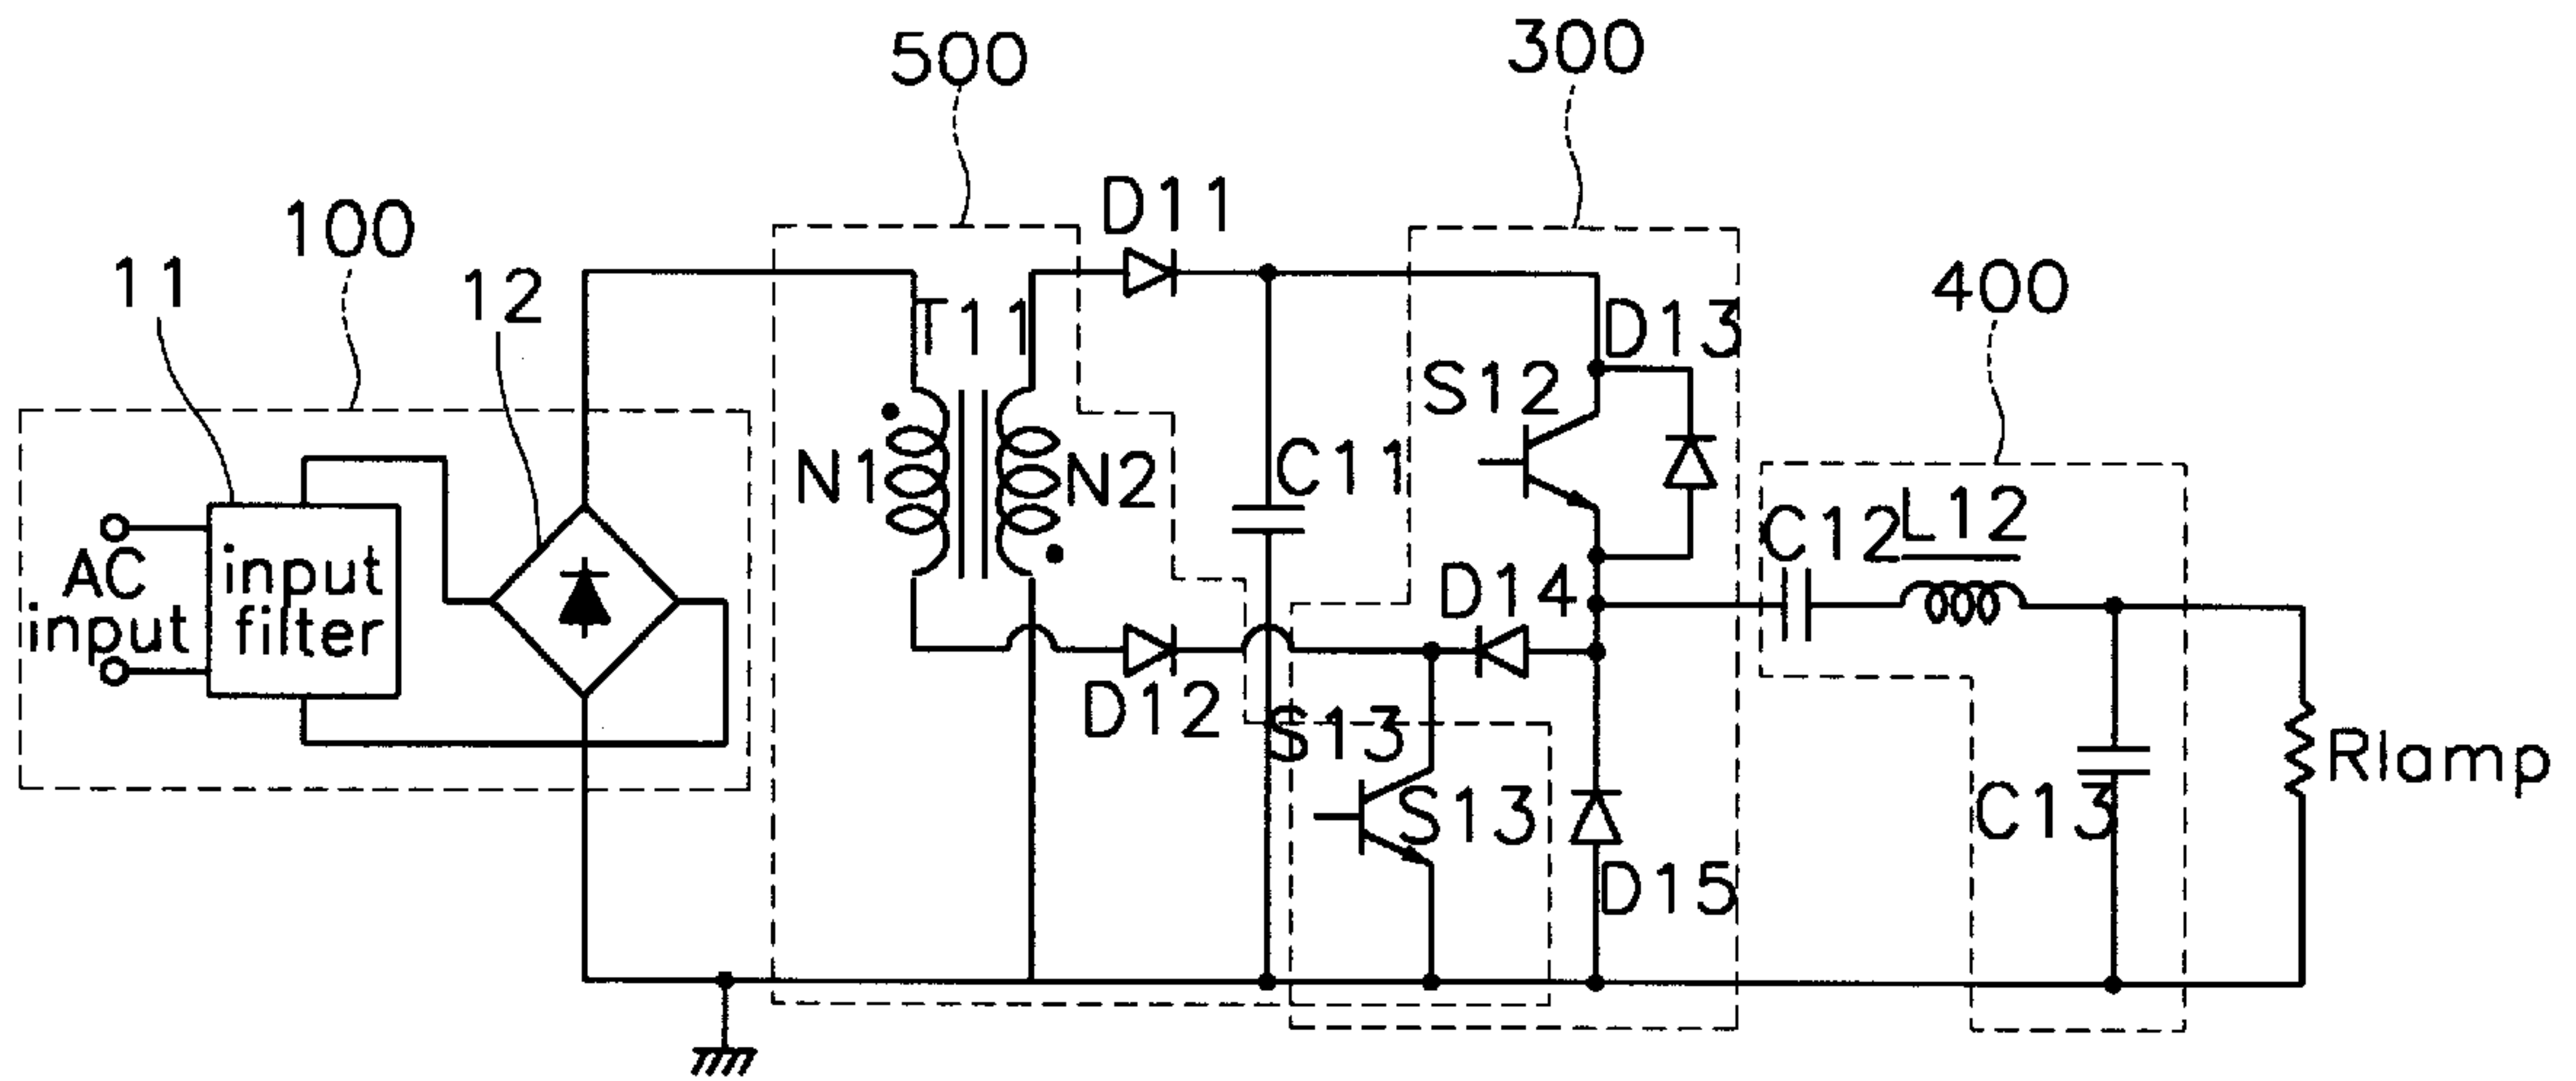 500
300
D11
100
11
12
400
T11
D13
S12
N1
N2
C11
C12
L12
AC
input
input
filter
D14
D12
S13
S13
Rlamp
C13
D15